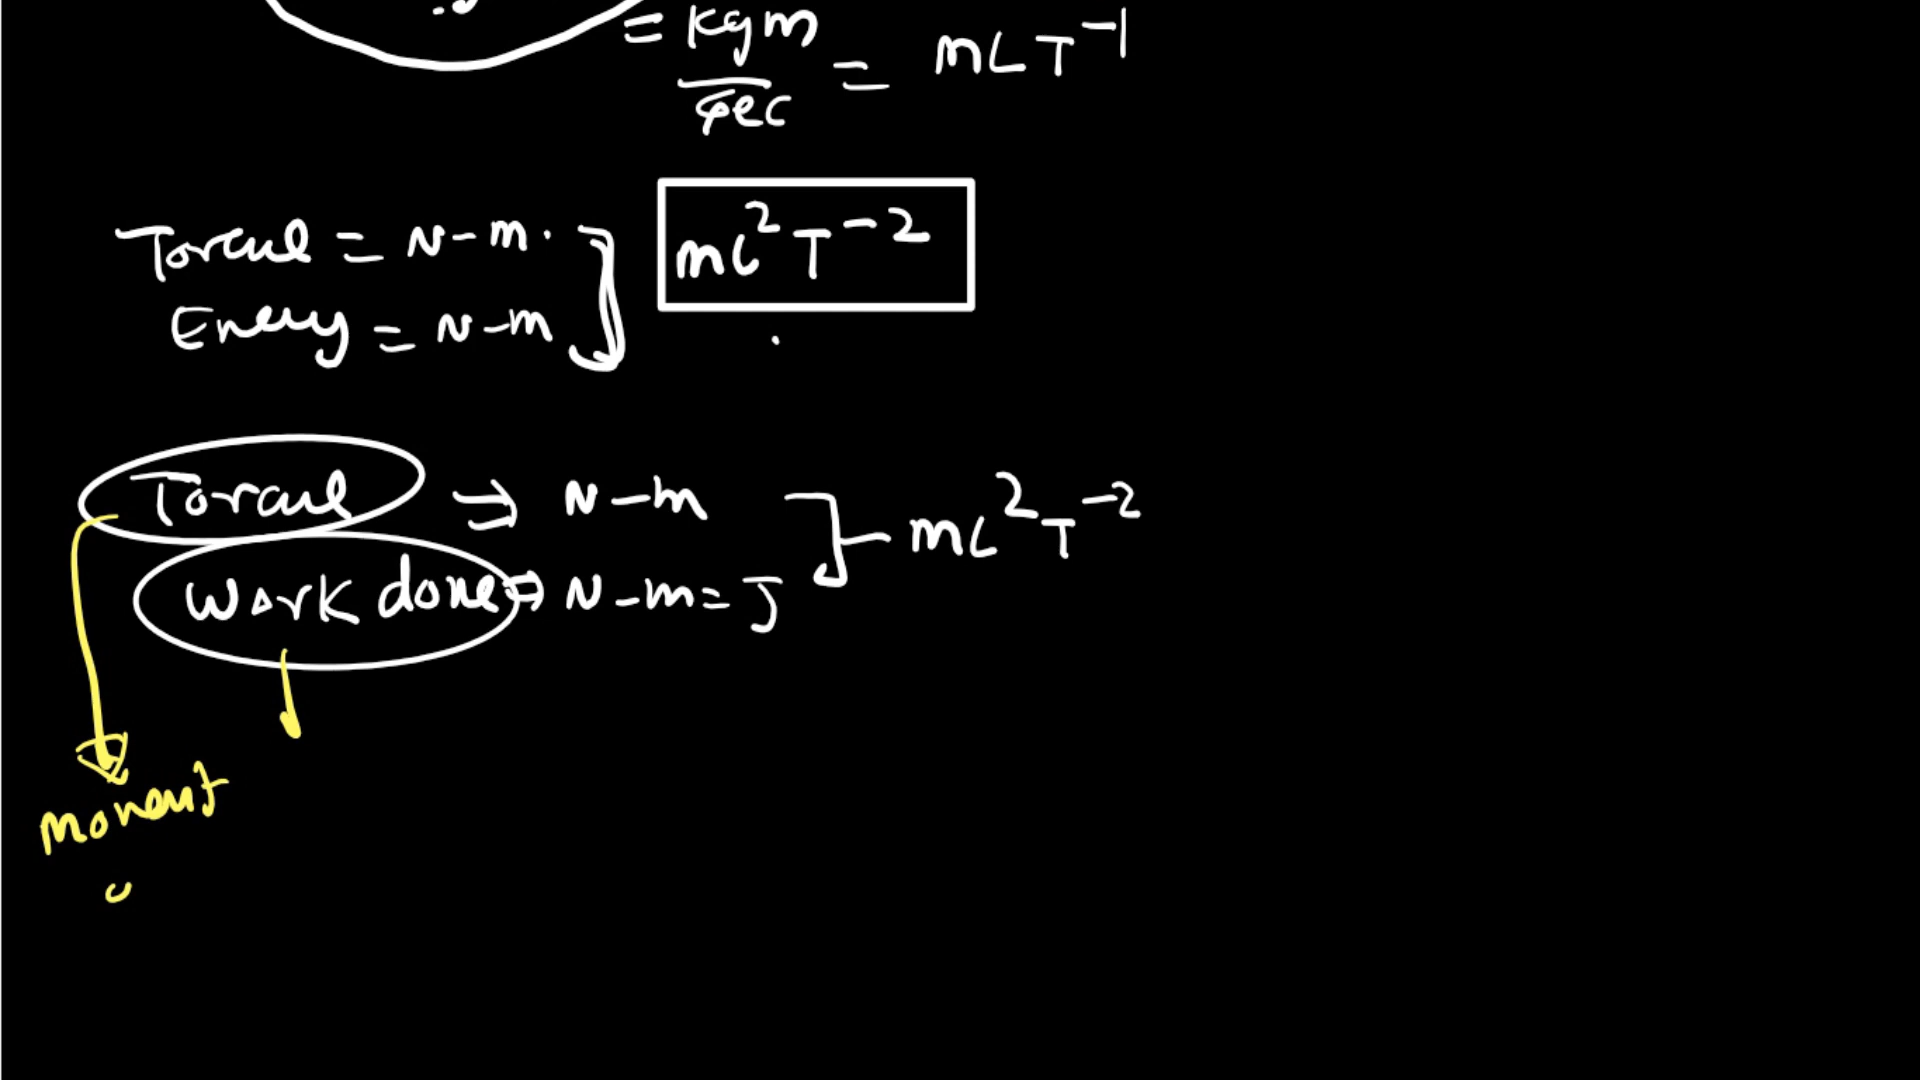 = kgm
sec = MLT⁻¹
Torque = N-m.
ML²T⁻²
Energy = N-m
Torque ⇒ N-m
ML²T⁻²
Work done ⇒ N-m = J
Moment
o